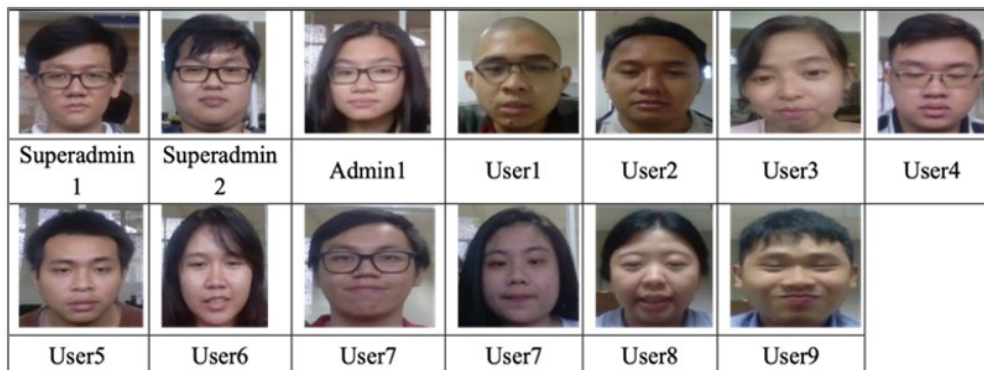 Superadmin
1
Superadmin
2
Admin1
User1
User2
User3
User4
User5
User6
User7
User7
User8
User9